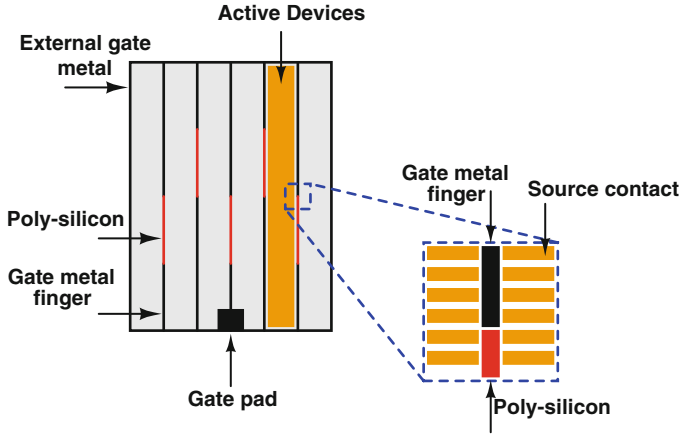 Active Devices
External gate
metal
Gate metal
finger
Source contact
Poly-silicon
Gate metal
finger
Gate pad
Poly-silicon